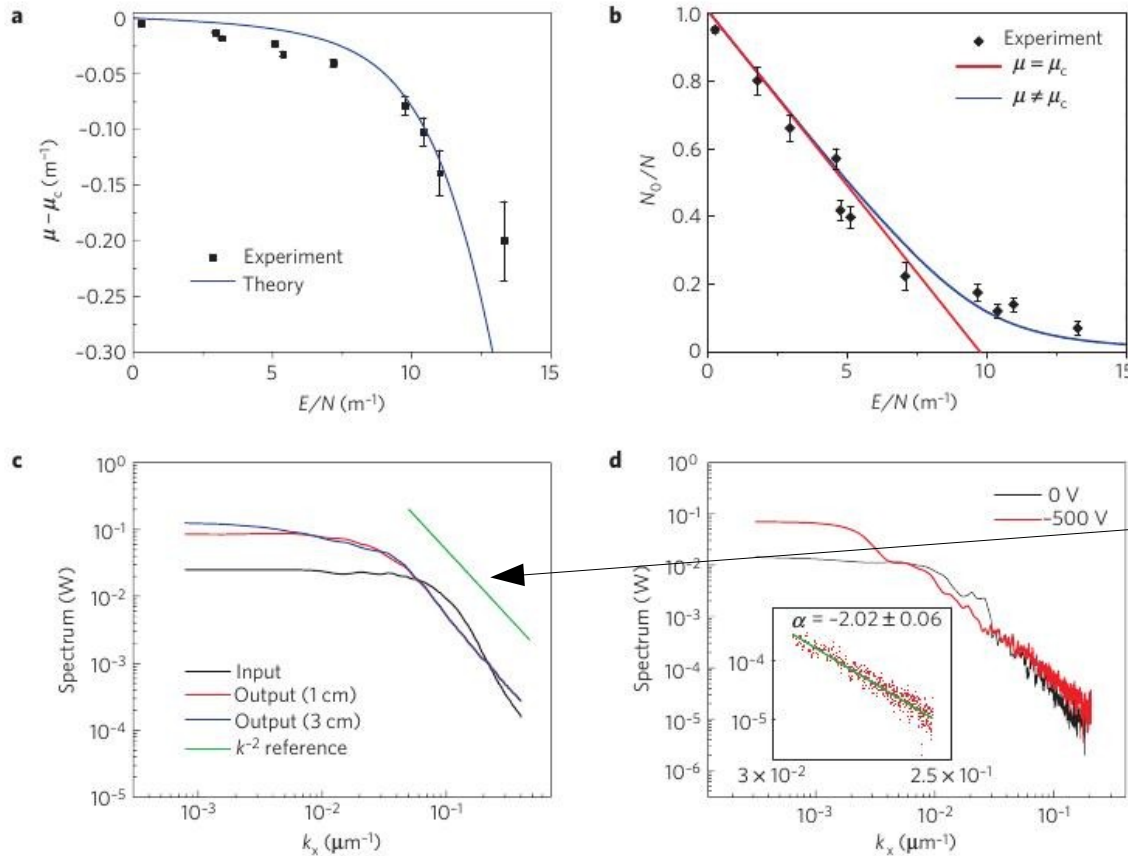 a
0
−0.05
−0.10
−0.15
−0.20
−0.25
−0.30
μ − μc (m⁻¹)
Experiment
Theory
0 5 10 15
E/N (m⁻¹)
b
1.0
0.8
0.6
0.4
0.2
0
N₀/N
Experiment
μ = μc
μ ≠ μc
0 5 10 15
E/N (m⁻¹)
c
10⁰
10⁻¹
10⁻²
10⁻³
10⁻⁴
10⁻⁵
Spectrum (W)
Input
Output (1 cm)
Output (3 cm)
k⁻² reference
10⁻³ 10⁻² 10⁻¹
kₓ (μm⁻¹)
d
10⁰
10⁻¹
10⁻²
10⁻³
10⁻⁴
10⁻⁵
10⁻⁶
Spectrum (W)
0 V
−500 V
α = −2.02 ± 0.06
10⁻⁴
10⁻⁵
3 × 10⁻² 2.5 × 10⁻¹
10⁻³ 10⁻² 10⁻¹
kₓ (μm⁻¹)